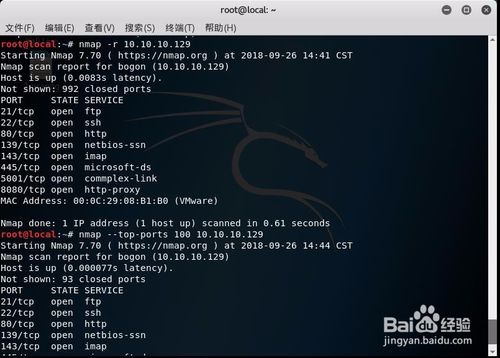 root@local: ~
文件(F) 编辑(E) 查看(V) 搜索(S) 终端(T) 帮助(H)
root@local:~# nmap -r 10.10.10.129
Starting Nmap 7.70 ( https://nmap.org ) at 2018-09-26 14:41 CST
Nmap scan report for bogon (10.10.10.129)
Host is up (0.0083s latency).
Not shown: 992 closed ports
PORT STATE SERVICE
21/tcp open ftp
22/tcp open ssh
80/tcp open http
139/tcp open netbios-ssn
143/tcp open imap
445/tcp open microsoft-ds
5001/tcp open commplex-link
8080/tcp open http-proxy
MAC Address: 00:0C:29:08:B1:B0 (VMware)
Nmap done: 1 IP address (1 host up) scanned in 0.61 seconds
root@local:~# nmap --top-ports 100 10.10.10.129
Starting Nmap 7.70 ( https://nmap.org ) at 2018-09-26 14:44 CST
Nmap scan report for bogon (10.10.10.129)
Host is up (0.000077s latency).
Not shown: 93 closed ports
PORT STATE SERVICE
21/tcp open ftp
22/tcp open ssh
80/tcp open http
139/tcp open netbios-ssn
143/tcp open imap
Baidu 经验
jingyan.baidu.com